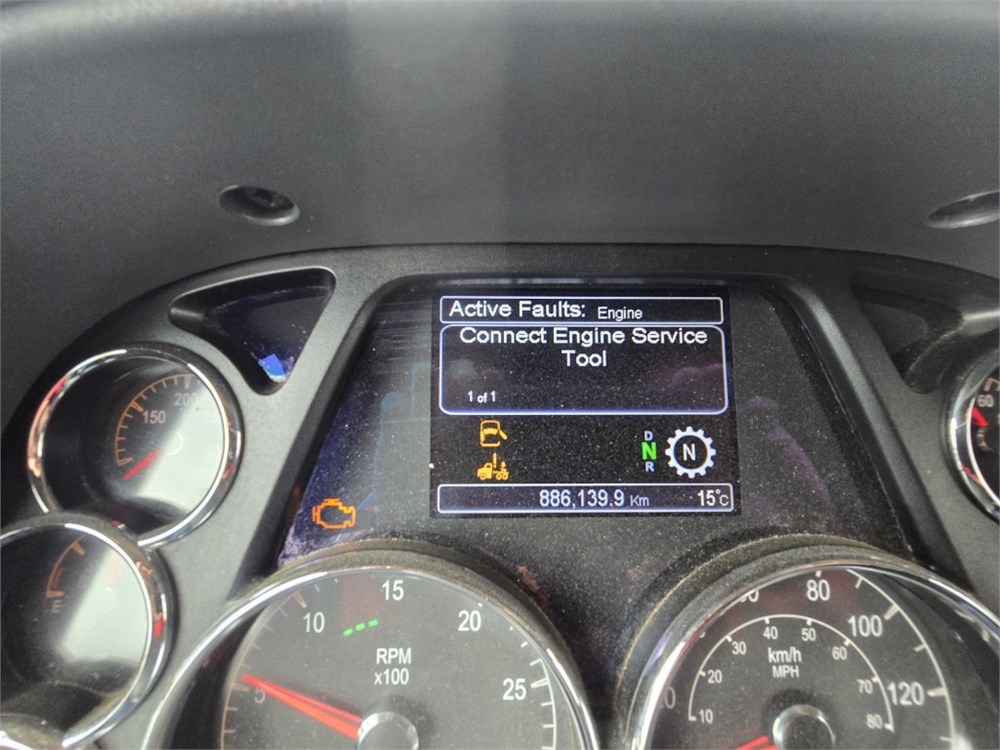 Active Faults: Engine
Connect Engine Service
Tool
1 of 1
D
N
R
N
886,139.9 Km 15°C
150
200
60
E
5
10
15
20
25
RPM
x100
80
100
120
km/h
MPH
10
20
30
40
50
60
70
80